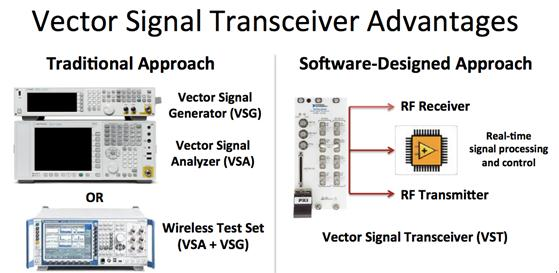 Vector Signal Transceiver Advantages
Traditional Approach
Vector Signal
Generator (VSG)
Vector Signal
Analyzer (VSA)
OR
Wireless Test Set
(VSA + VSG)
Software-Designed Approach
RF Receiver
Real-time
signal processing
and control
RF Transmitter
PXI
Vector Signal Transceiver (VST)